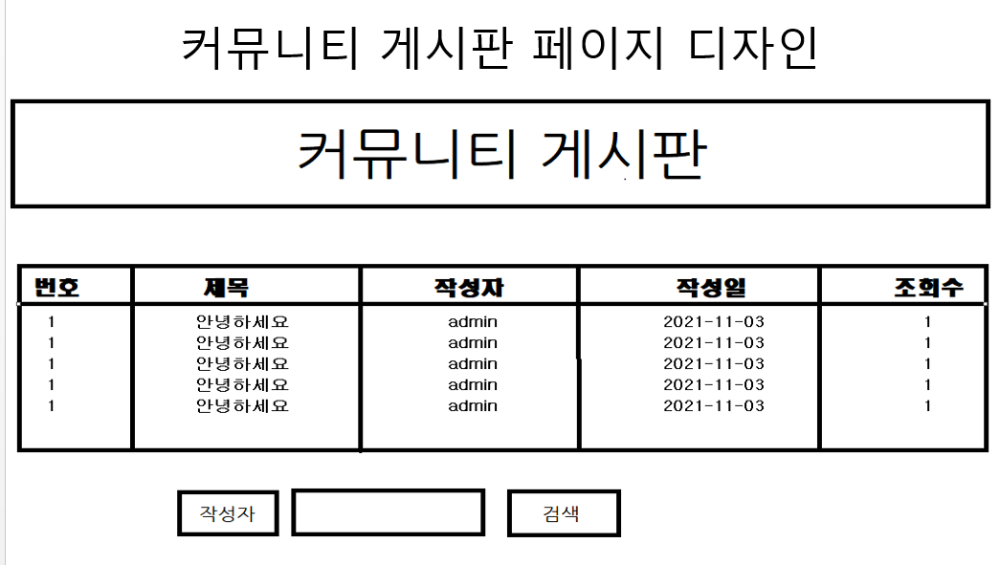 커뮤니티 게시판 페이지 디자인
커뮤니티 게시판
번호 제목 작성자 작성일 조회수
1 안녕하세요 admin 2021-11-03 1
1 안녕하세요 admin 2021-11-03 1
1 안녕하세요 admin 2021-11-03 1
1 안녕하세요 admin 2021-11-03 1
1 안녕하세요 admin 2021-11-03 1
작성자 검색